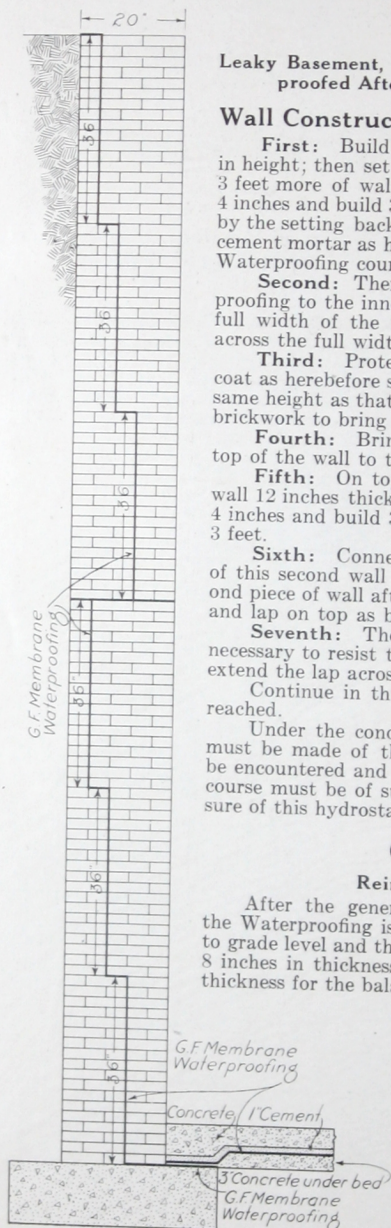 20"
36"
36"
36"
G.F. Membrane
Waterproofing
36"
36"
36"
G.F. Membrane
Waterproofing
Concrete
1" Cement
3" Concrete under bed
G.F. Membrane
Waterproofing
Leaky Basement,
proofed Afte
Wall Construc
First: Build
in height; then set
3 feet more of wal
4 inches and build 3
by the setting back
cement mortar as h
Waterproofing cour
Second: The
proofing to the inn
full width of the
across the full widt
Third: Prote
coat as herebefore s
same height as that
brickwork to bring
Fourth: Brin
top of the wall to t
Fifth: On to
wall 12 inches thick
4 inches and build 3
3 feet.
Sixth: Conne
of this second wall
ond piece of wall aft
and lap on top as b
Seventh: The
necessary to resist t
extend the lap acros
Continue in th
reached.
Under the conc
must be made of th
be encountered and
course must be of su
sure of this hydrosta
Rei
After the gener
the Waterproofing is
to grade level and th
8 inches in thickness
thickness for the bal